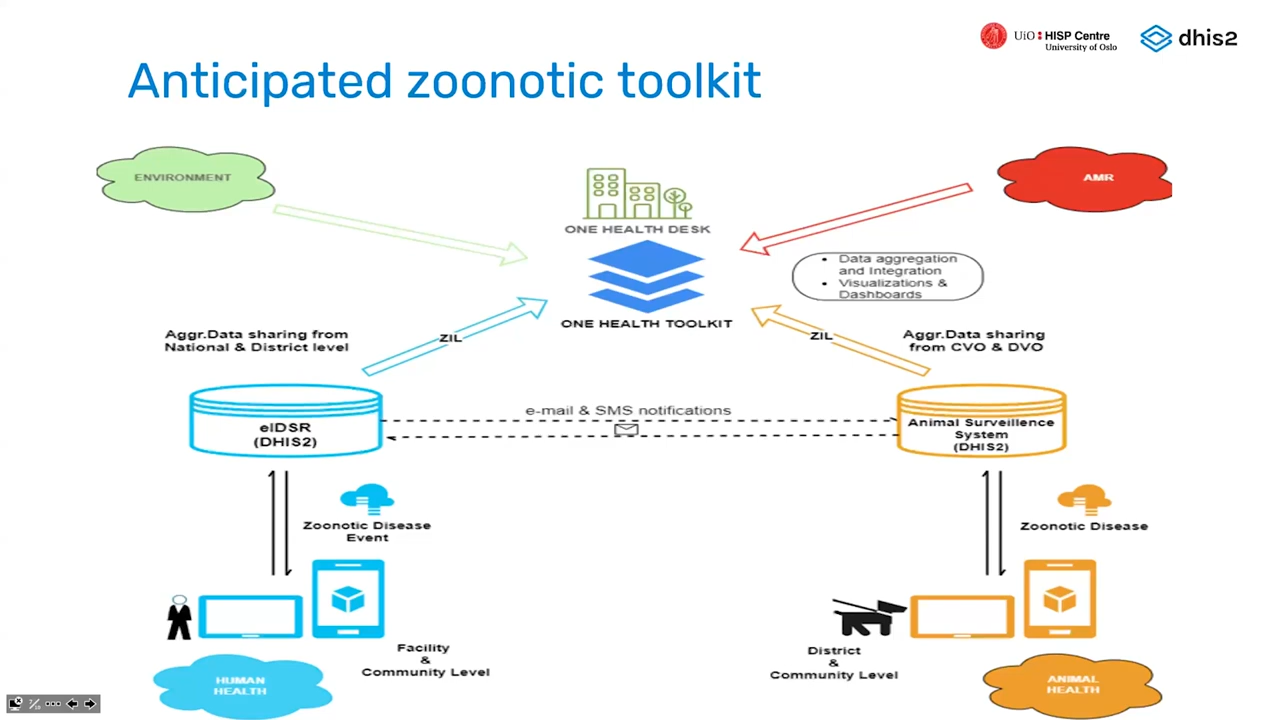 UiO : HISP Centre
University of Oslo
dhis2
Anticipated zoonotic toolkit
ENVIRONMENT
AMR
ONE HEALTH DESK
• Data aggregation
and Integration
• Visualizations &
Dashboards
ONE HEALTH TOOLKIT
Aggr.Data sharing from
National & District level
ZIL
ZIL
Aggr.Data sharing
from CVO & DVO
eIDSR
(DHIS2)
e-mail & SMS notifications
Animal Surveillence
System
(DHIS2)
Zoonotic Disease
Event
Zoonotic Disease
Facility
&
Community Level
District
&
Community Level
HUMAN
HEALTH
ANIMAL
HEALTH